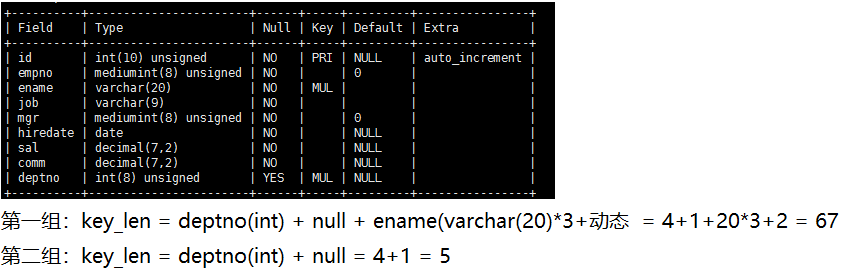 +----------+-----------------------+------+-----+---------+----------------+
| Field    | Type                  | Null | Key | Default | Extra          |
+----------+-----------------------+------+-----+---------+----------------+
| id       | int(10) unsigned      | NO   | PRI | NULL    | auto_increment |
| empno    | mediumint(8) unsigned | NO   |     | 0       |                |
| ename    | varchar(20)           | NO   | MUL |         |                |
| job      | varchar(9)            | NO   |     |         |                |
| mgr      | mediumint(8) unsigned | NO   |     | 0       |                |
| hiredate | date                  | NO   |     | NULL    |                |
| sal      | decimal(7,2)          | NO   |     | NULL    |                |
| comm     | decimal(7,2)          | NO   |     | NULL    |                |
| deptno   | int(8) unsigned       | YES  | MUL | NULL    |                |
+----------+-----------------------+------+-----+---------+----------------+
第一组：key_len = deptno(int) + null + ename(varchar(20)*3+动态 = 4+1+20*3+2 = 67
第二组：key_len = deptno(int) + null = 4+1 = 5